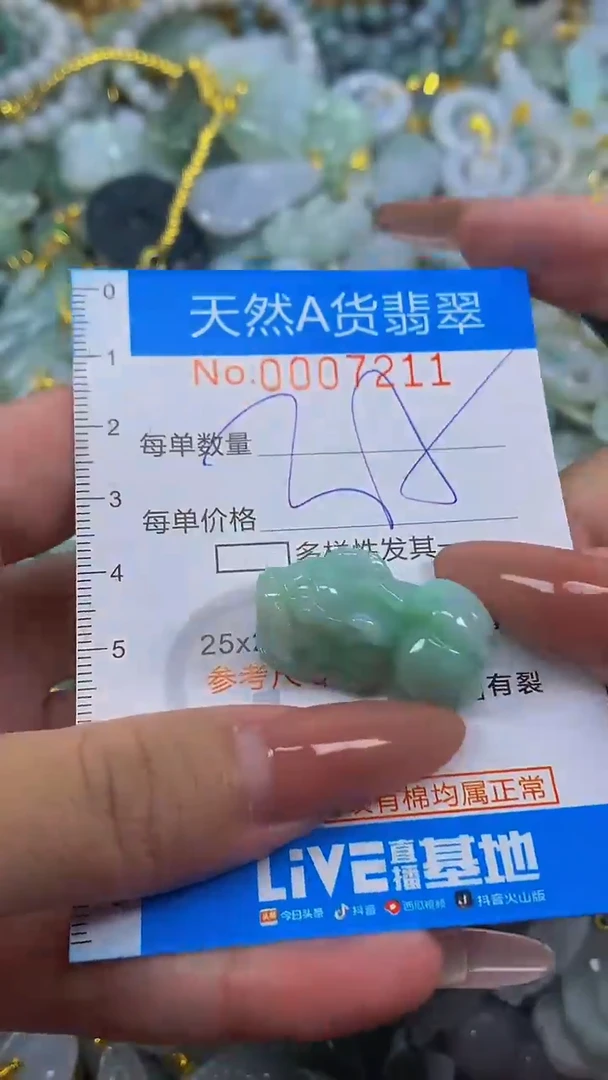 0
天然A货翡翠
1
No.0007211
2
每单数量
28
3
每单价格
4
多样性发其
5
25x
参考尺
有裂
有棉均属正常
LiVE直播基地
今日头条 抖音 西瓜视频 抖音火山版